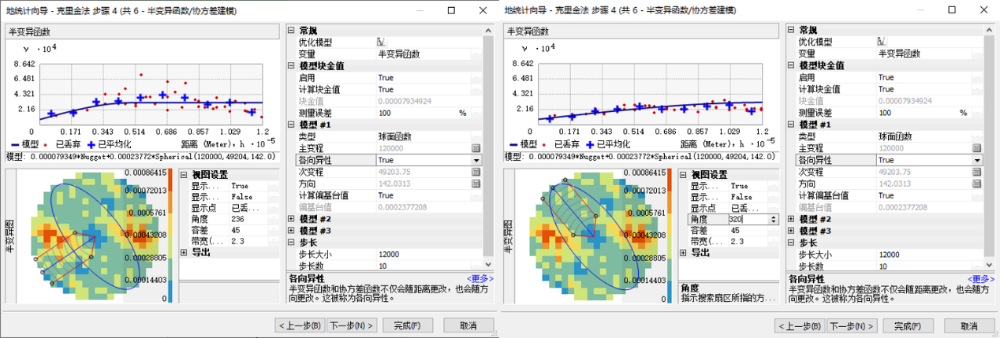 地统计向导 - 克里金法 步骤 4 (共 6 - 半变异函数/协方差建模)
半变异函数
γ ·10⁴
8.642
6.481
4.321
2.16
0 0.171 0.343 0.514 0.686 0.857 1.029 1.2
模型 已丢弃 已平均化 距离 (Meter), h ·10⁻⁵
模型: 0.000079349*Nugget+0.00023772*Spherical(120000,49204,142.0)
半变异图
0.00086415
0.00072013
0.0005761
0.00043208
0.00028805
0.00014403
0
视图设置
显示... True
显示... False
显示点 已丢...
角度 236
容差 45
带宽(... 2.3
导出
常规
优化模型
变量 半变异函数
模型块金值
启用 True
计算块金值 True
块金值 0.00007934924
测量误差 100 %
模型 #1
类型 球面函数
主变程 120000
各向异性 True
次变程 49203.75
方向 142.0313
计算偏基台值 True
偏基台值 0.0002377208
模型 #2
模型 #3
步长
步长大小 12000
步长数 10
各向异性 <更多>
半变异函数和协方差函数不仅会随距离更改，也会随方
向更改。这被称为各向异性。
< 上一步(B) 下一步(N) > 完成(F) 取消
地统计向导 - 克里金法 步骤 4 (共 6 - 半变异函数/协方差建模)
半变异函数
γ ·10⁴
8.642
6.481
4.321
2.16
0 0.171 0.343 0.514 0.686 0.857 1.029 1.2
模型 已丢弃 已平均化 距离 (Meter), h ·10⁻⁵
模型: 0.000079349*Nugget+0.00023772*Spherical(120000,49204,142.0)
半变异图
0.00086415
0.00072013
0.0005761
0.00043208
0.00028805
0.00014403
0
视图设置
显示... True
显示... False
显示点 已丢...
角度 320
容差 45
带宽(... 2.3
导出
角度
指示搜索扇区所指的方...
常规
优化模型
变量 半变异函数
模型块金值
启用 True
计算块金值 True
块金值 0.00007934924
测量误差 100 %
模型 #1
类型 球面函数
主变程 120000
各向异性 True
次变程 49203.75
方向 142.0313
计算偏基台值 True
偏基台值 0.0002377208
模型 #2
模型 #3
步长
步长大小 12000
步长数 10
各向异性 <更多>
半变异函数和协方差函数不仅会随距离更改，也会随方
向更改。这被称为各向异性。
< 上一步(B) 下一步(N) > 完成(F) 取消